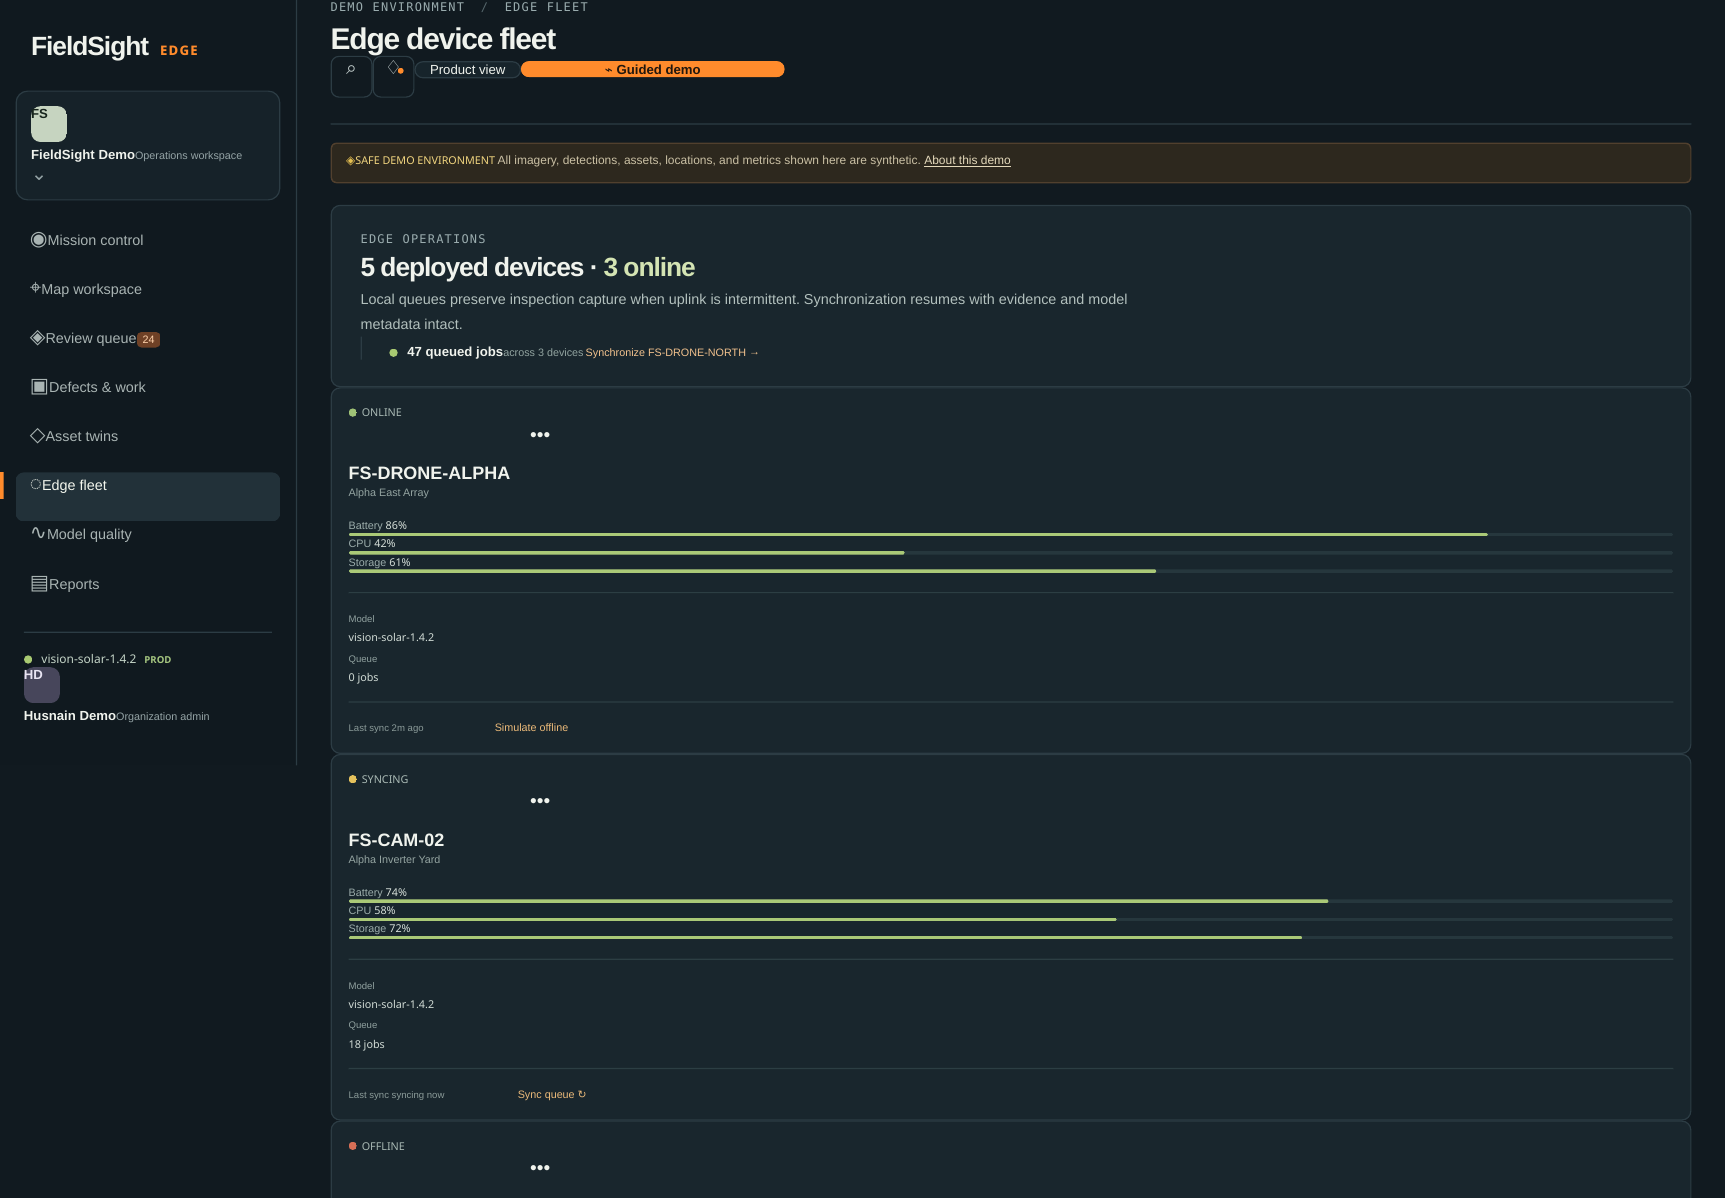 FieldSight EDGE
FS
FieldSight DemoOperations workspace
Mission control
Map workspace
Review queue 24
Defects & work
Asset twins
Edge fleet
Model quality
Reports
vision-solar-1.4.2 PROD
HD
Husnain DemoOrganization admin
DEMO ENVIRONMENT / EDGE FLEET
Edge device fleet
Product view
Guided demo
SAFE DEMO ENVIRONMENT All imagery, detections, assets, locations, and metrics shown here are synthetic. About this demo
EDGE OPERATIONS
5 deployed devices · 3 online
Local queues preserve inspection capture when uplink is intermittent. Synchronization resumes with evidence and model
metadata intact.
47 queued jobsacross 3 devices Synchronize FS-DRONE-NORTH →
ONLINE
•••
FS-DRONE-ALPHA
Alpha East Array
Battery 86%
CPU 42%
Storage 61%
Model
vision-solar-1.4.2
Queue
0 jobs
Last sync 2m ago Simulate offline
SYNCING
•••
FS-CAM-02
Alpha Inverter Yard
Battery 74%
CPU 58%
Storage 72%
Model
vision-solar-1.4.2
Queue
18 jobs
Last sync syncing now Sync queue ↻
OFFLINE
•••